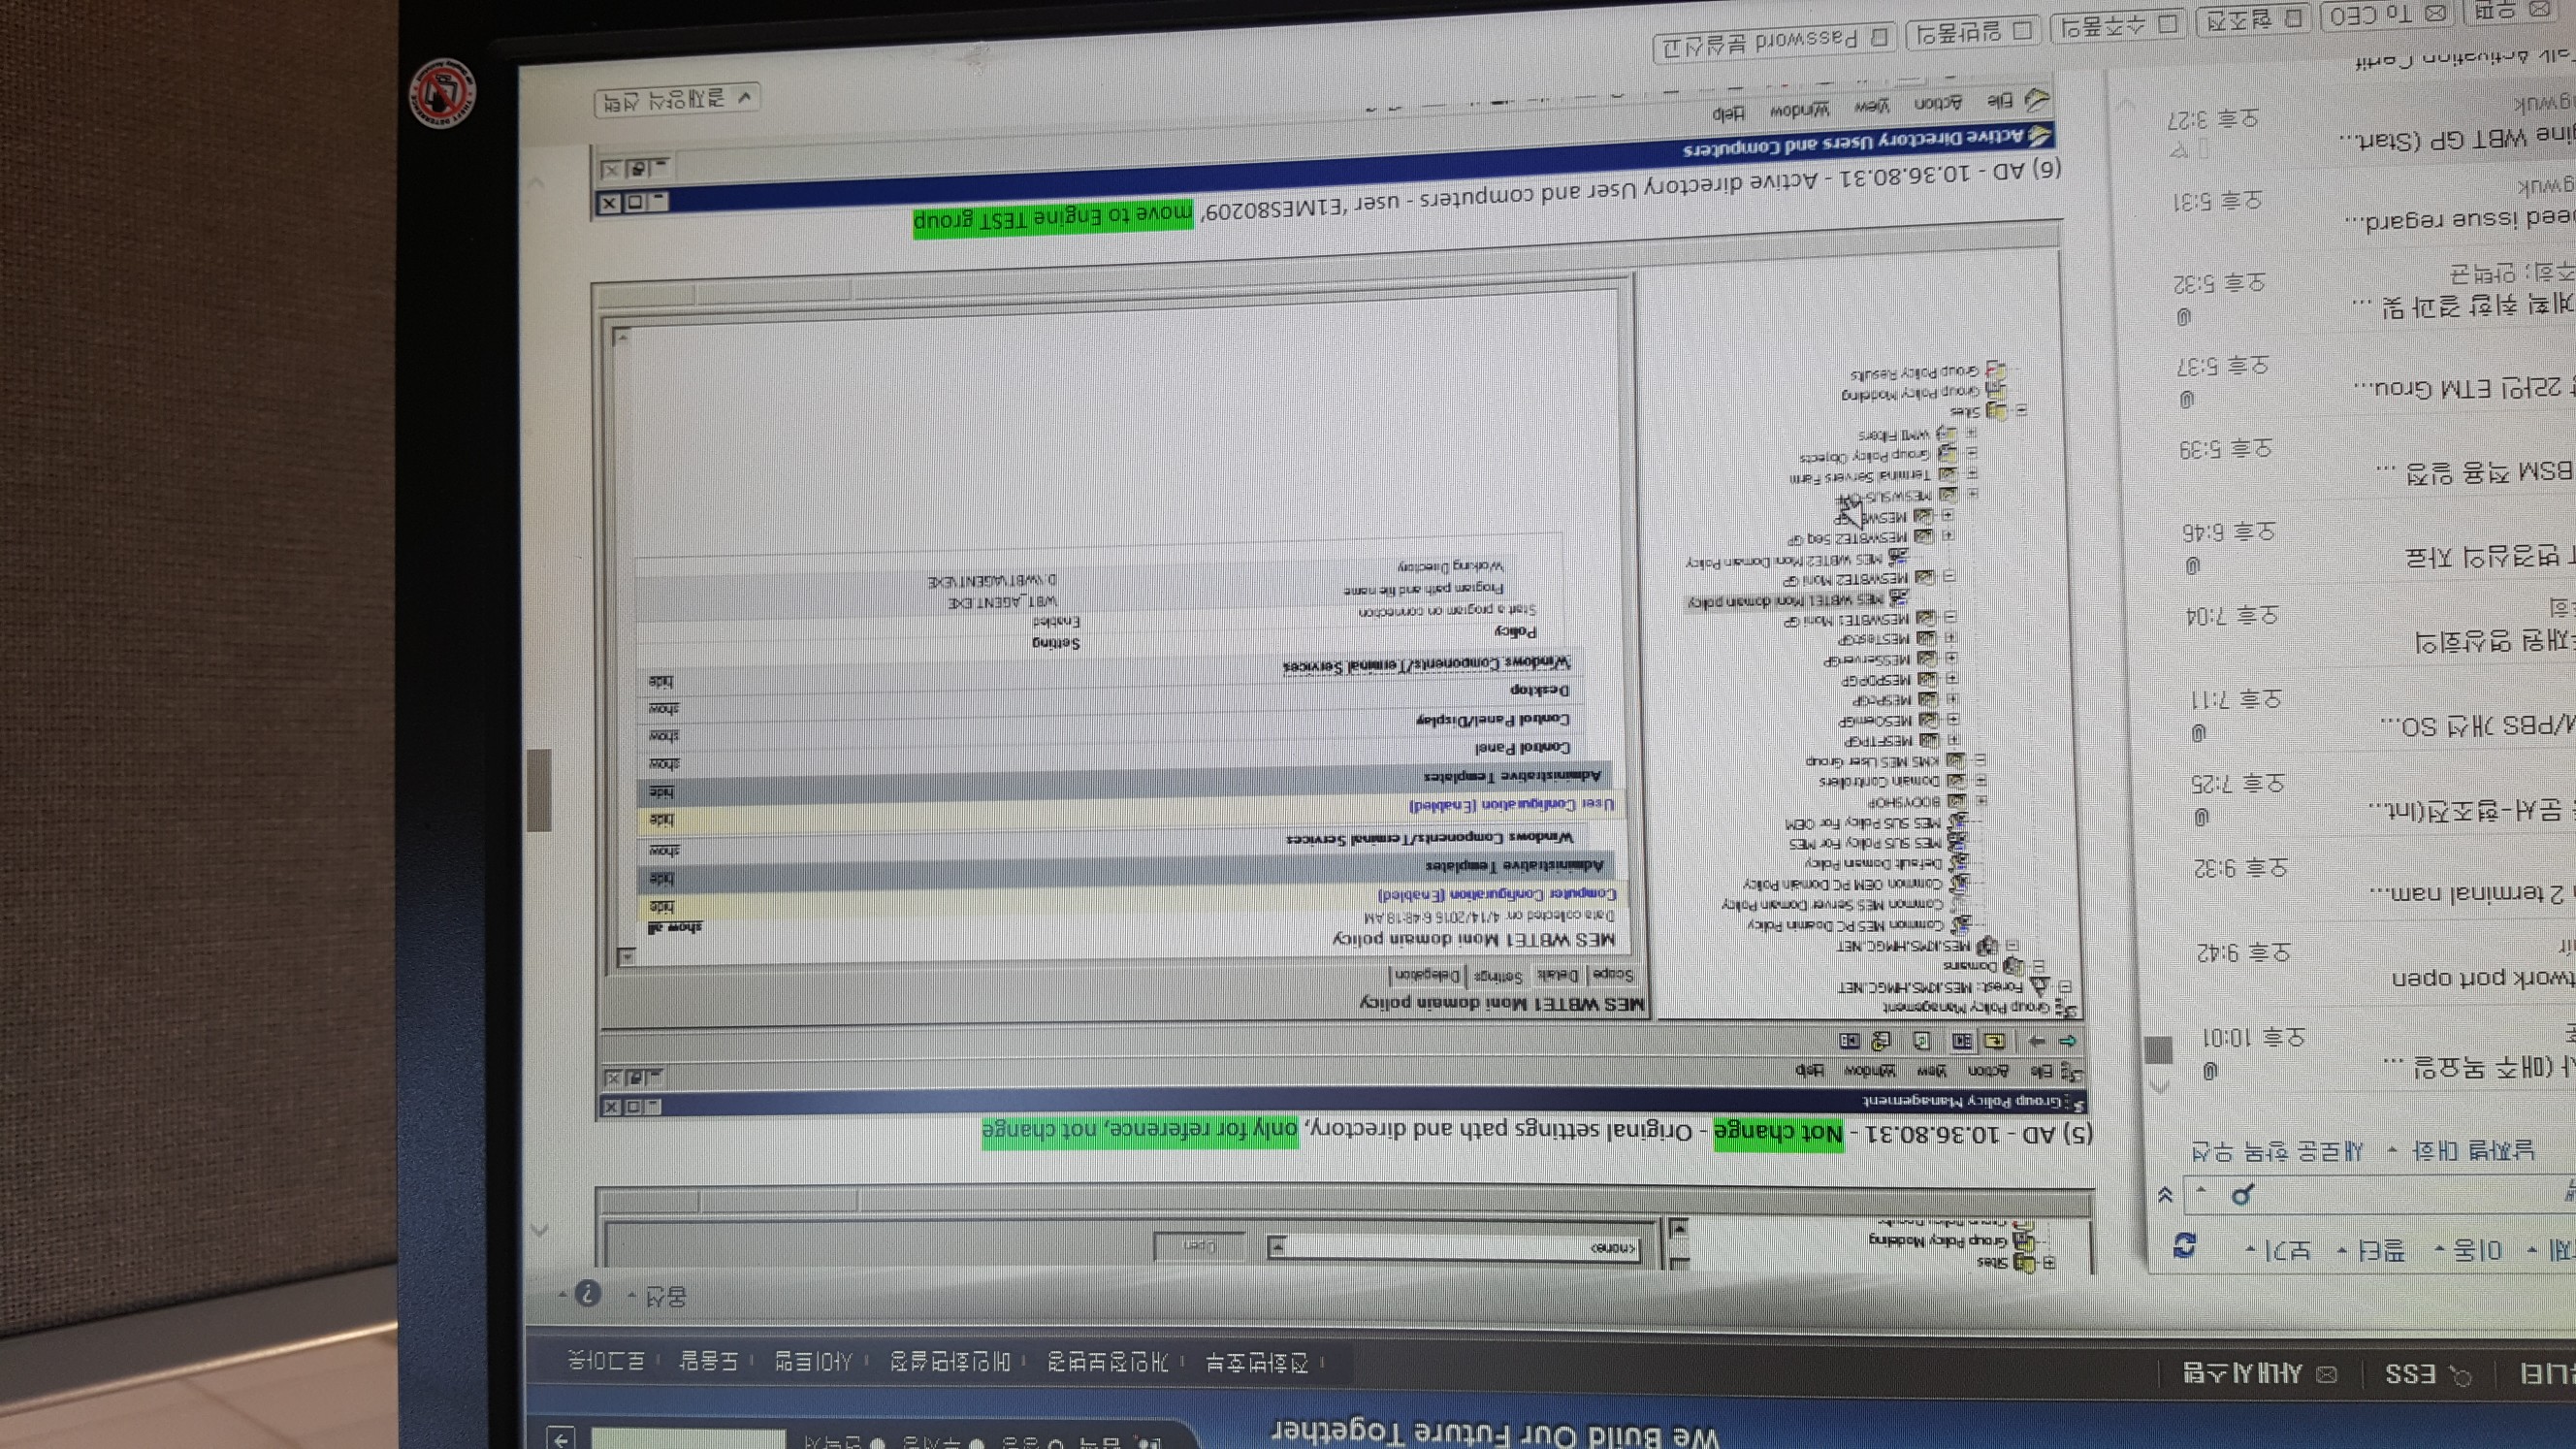 We Build Our Future Together
ESS
사내시스템
전화번호부
개인정보변경
메인화면설정
사이트맵
도움말
로그아웃
옵션
이동
필터
보기
날짜별 대화
새로운 항목 우선
(매주 목요일 ...
오후 10:01
twork port open
오후 9:42
2 terminal nam...
오후 9:32
문서-협조전(Int...
오후 7:25
M/PBS 개선 SO...
오후 7:11
재원 영상회의
오후 7:04
변경심의 자료
오후 6:46
BSM 적용 일정 ...
오후 5:39
2라인 ETM Grou...
오후 5:37
계획 취합 결과 및 ...
주희; 안택균
오후 5:32
peed issue regard...
gwuk
오후 5:31
gine WBT GP (Start...
gwuk
오후 3:27
Sites
Group Policy Modeling
<none>
Open
(5) AD - 10.36.80.31 - Not change - Original settings path and directory, only for reference, not change
Group Policy Management
File Action View Window Help
Group Policy Management
Forest: MES.KMS.HMGC.NET
Domains
MES.KMS.HMGC.NET
Common MES PC Doamin Policy
Common MES Server Domain Policy
Common OEM PC Domain Policy
Default Domain Policy
MES SUS Policy For MES
MES SUS Policy For OEM
BODYSHOP
Domain Controllers
KMS MES User Group
MESFTPGP
MESOemGP
MESPcGP
MESPDPGP
MESServerGP
MESTestGP
MESWBTE1 Moni GP
MES WBTE1 Moni domain policy
MESWBTE2 Moni GP
MES WBTE2 Moni Domain Policy
MESWBTE2 Seq GP
Terminal Servers Farm
Group Policy Objects
WMI Filters
Sites
Group Policy Modeling
Group Policy Results
MES WBTE1 Moni domain policy
Scope Details Settings Delegation
MES WBTE1 Moni domain policy
Data collected on: 4/14/2016 6:48:18 AM
show all
Computer Configuration (Enabled)
hide
Administrative Templates
hide
Windows Components/Terminal Services
show
User Configuration (Enabled)
hide
Administrative Templates
hide
Control Panel
show
Control Panel/Display
show
Desktop
show
Windows Components/Terminal Services
hide
Policy Setting
Start a program on connection Enabled
Program path and file name WBT_AGENT.EXE
Working Directory D:\WBT\AGENT\EXE
(6) AD - 10.36.80.31 - Active directory User and computers - user ‘E1MES80209’ move to Engine TEST group
Active Directory Users and Computers
File Action View Window Help
결재양식 선택
우편
To CEO
협조전
수주품의
일반품의
Password 분실신고